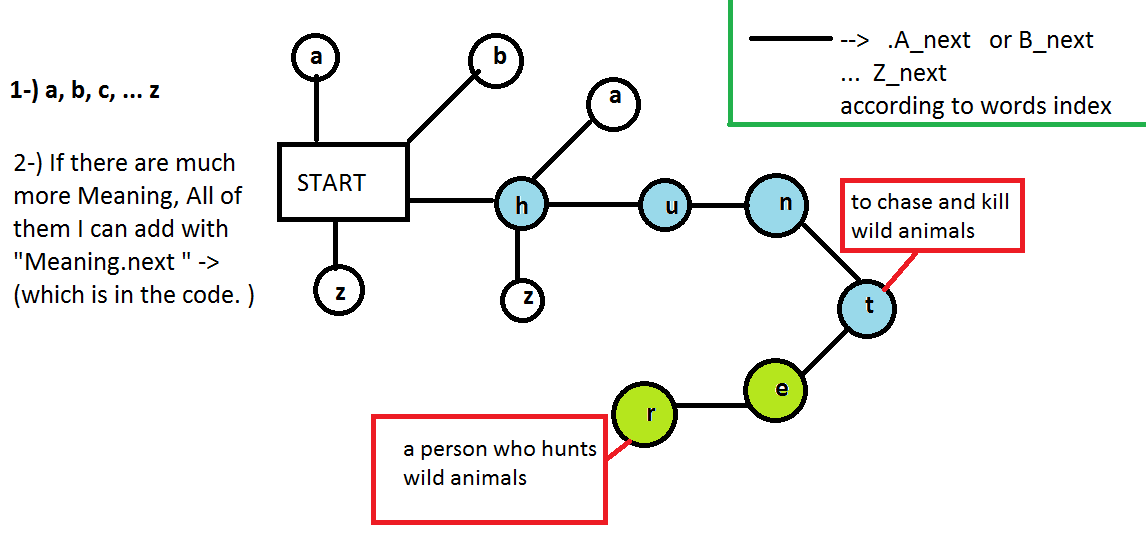 1-) a, b, c, ... z
2-) If there are much
more Meaning, All of
them I can add with
"Meaning.next " ->
(which is in the code. )
a
b
a
START
h
u
n
z
z
t
e
r
--> .A_next or B_next
... Z_next
according to words index
to chase and kill
wild animals
a person who hunts
wild animals